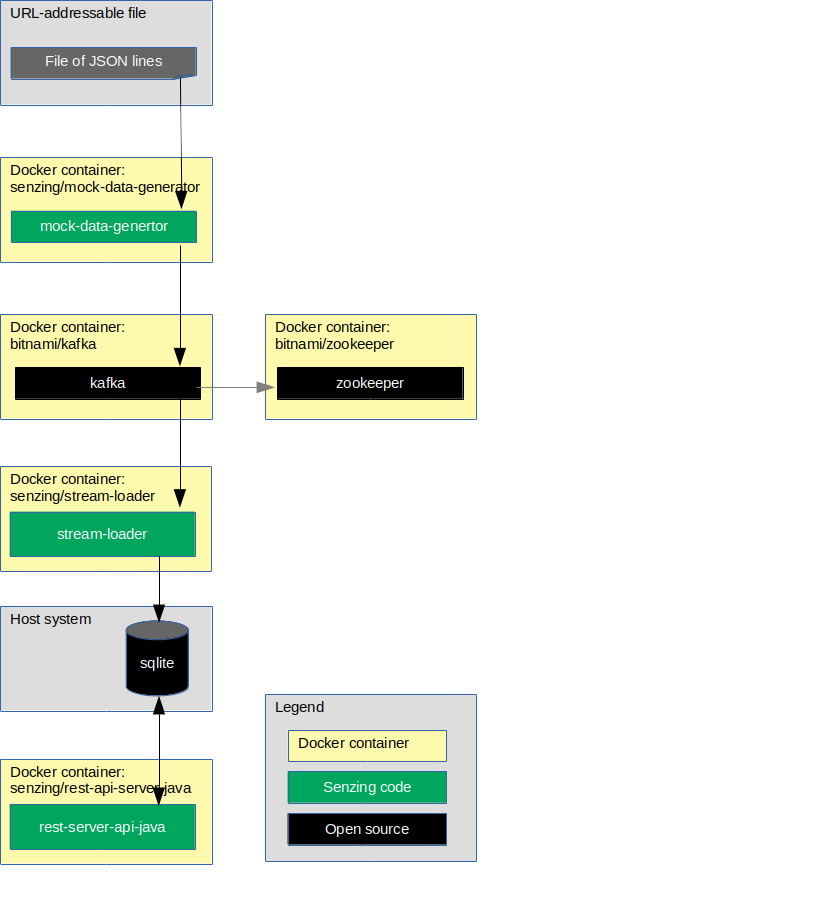 URL-addressable file
File of JSON lines
Docker container:
senzing/mock-data-generator
mock-data-genertor
Docker container:
bitnami/kafka
kafka
Docker container:
bitnami/zookeeper
zookeeper
Docker container:
senzing/stream-loader
stream-loader
Host system
sqlite
Docker container:
senzing/rest-api-server-java
rest-server-api-java
Legend
Docker container
Senzing code
Open source